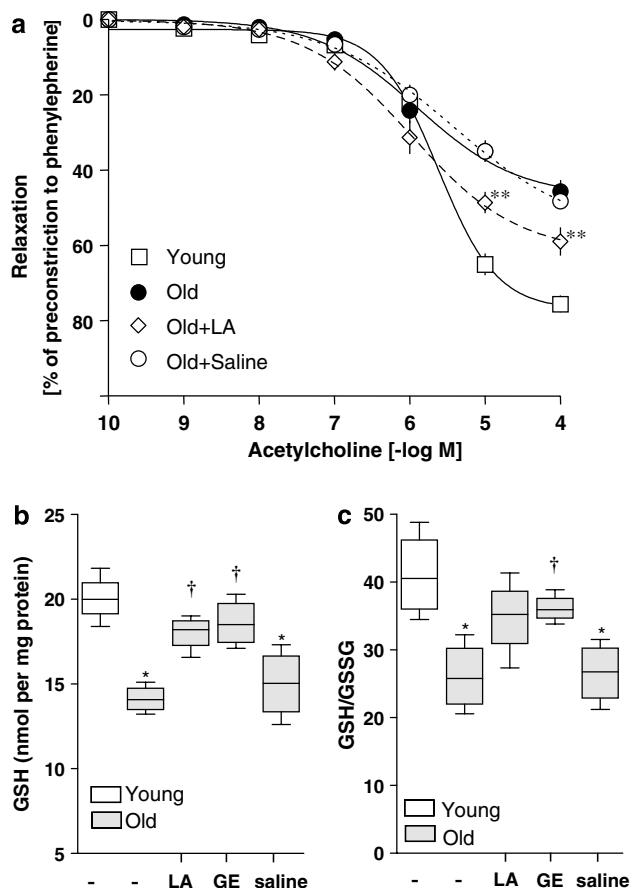 a
0
20
40
60
80
Relaxation
[% of preconstriction to phenylepherine]
Young
Old
Old+LA
Old+Saline
**
**
10 9 8 7 6 5 4
Acetylcholine [-log M]
b
25
20
15
10
5
GSH (nmol per mg protein)
*
†
†
*
Young
Old
- - LA GE saline
c
50
40
30
20
10
0
GSH/GSSG
*
†
*
Young
Old
- - LA GE saline